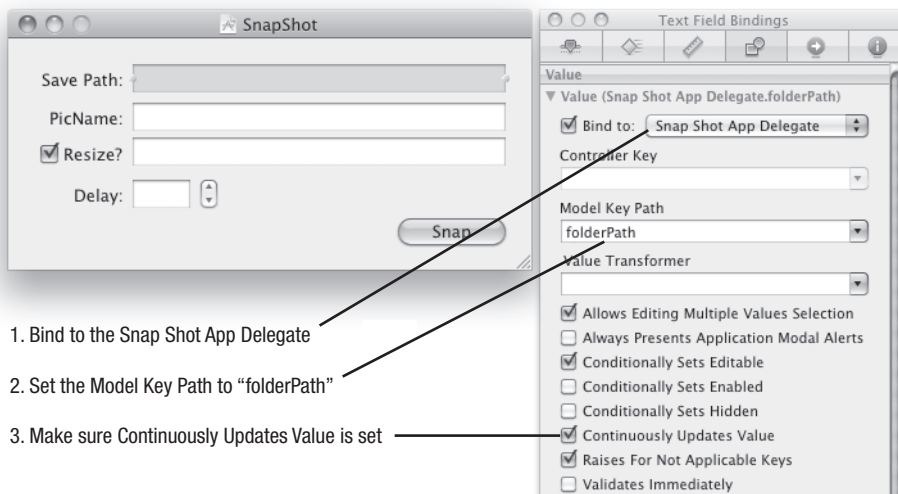 SnapShot
Save Path:
PicName:
Resize?
Delay:
Snap
1. Bind to the Snap Shot App Delegate
2. Set the Model Key Path to “folderPath”
3. Make sure Continuously Updates Value is set
Text Field Bindings
Value
Value (Snap Shot App Delegate.folderPath)
Bind to: Snap Shot App Delegate
Controller Key
Model Key Path
folderPath
Value Transformer
Allows Editing Multiple Values Selection
Always Presents Application Modal Alerts
Conditionally Sets Editable
Conditionally Sets Enabled
Conditionally Sets Hidden
Continuously Updates Value
Raises For Not Applicable Keys
Validates Immediately